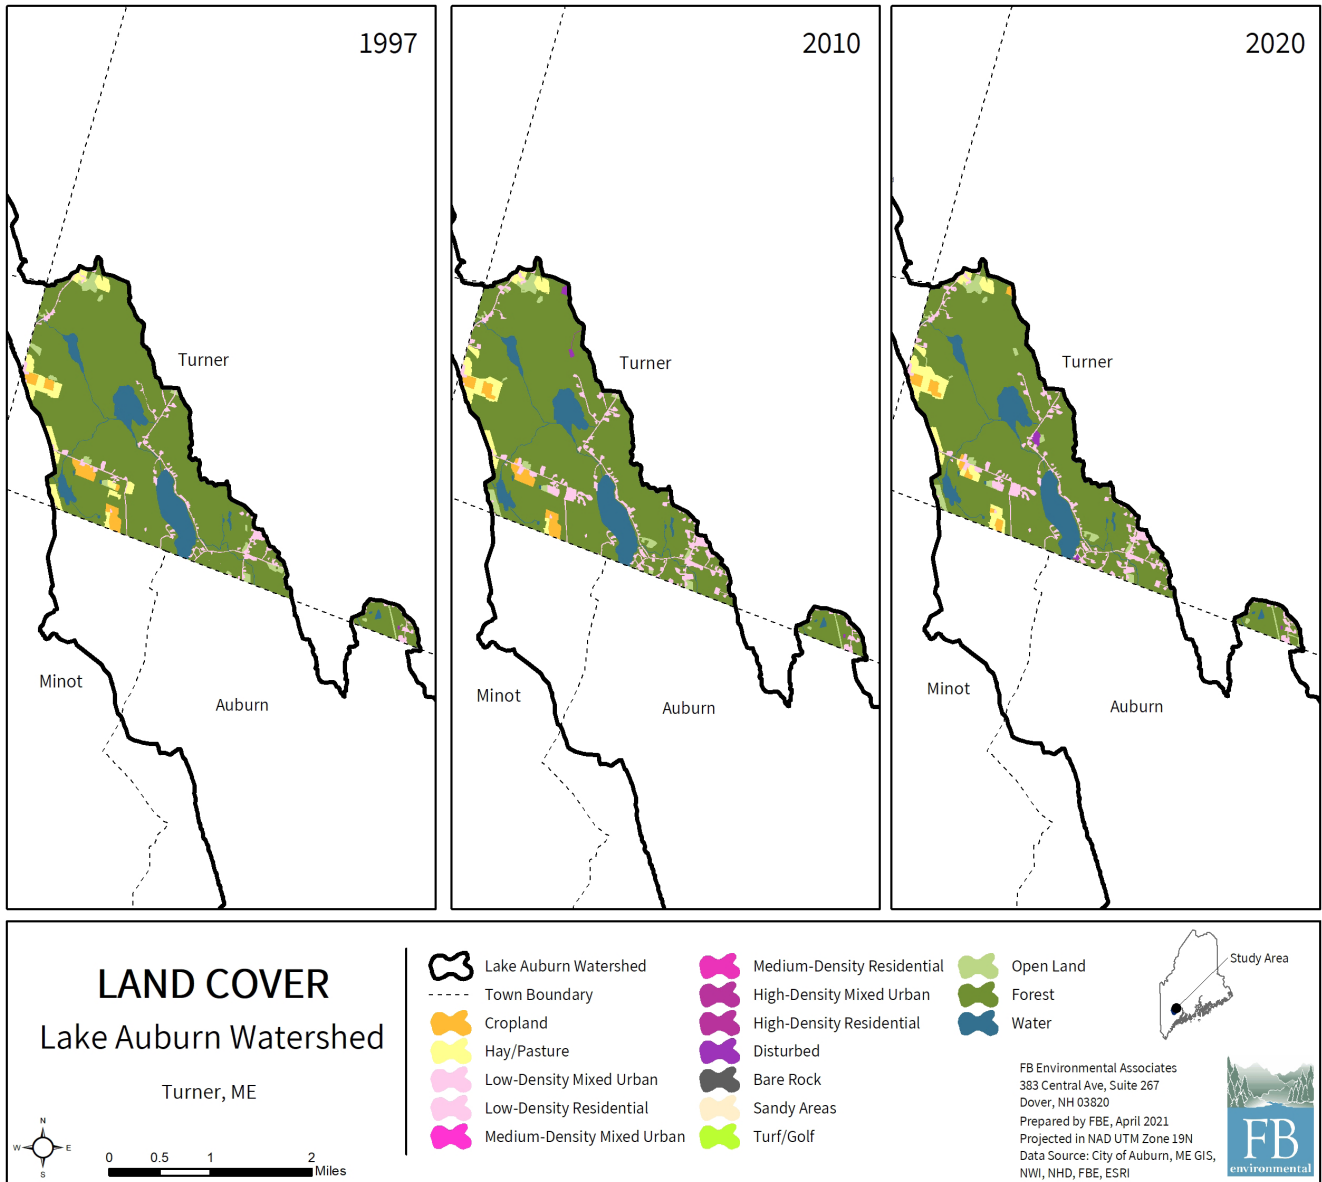 1997
2010
2020
Turner
Turner
Turner
Minot
Auburn
Minot
Auburn
Minot
Auburn
LAND COVER
Lake Auburn Watershed
Turner, ME
N
W E
S
0 0.5 1 2
Miles
Lake Auburn Watershed
Town Boundary
Cropland
Hay/Pasture
Low-Density Mixed Urban
Low-Density Residential
Medium-Density Mixed Urban
Medium-Density Residential
High-Density Mixed Urban
High-Density Residential
Disturbed
Bare Rock
Sandy Areas
Turf/Golf
Open Land
Forest
Water
Study Area
FB Environmental Associates
383 Central Ave, Suite 267
Dover, NH 03820
Prepared by FBE, April 2021
Projected in NAD UTM Zone 19N
Data Source: City of Auburn, ME GIS,
NWI, NHD, FBE, ESRI
FB
environmental